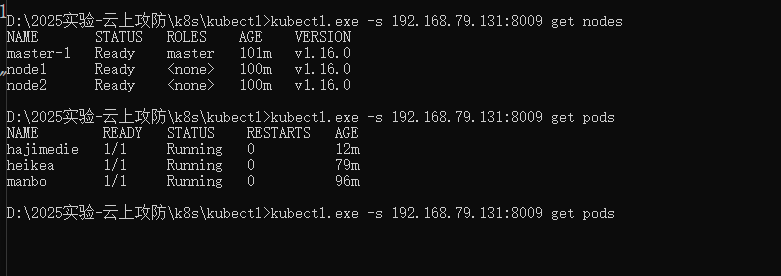 D:\2025实验-云上攻防\k8s\kubectl>kubectl.exe -s 192.168.79.131:8009 get nodes
NAME STATUS ROLES AGE VERSION
master-1 Ready master 101m v1.16.0
node1 Ready <none> 100m v1.16.0
node2 Ready <none> 100m v1.16.0
D:\2025实验-云上攻防\k8s\kubectl>kubectl.exe -s 192.168.79.131:8009 get pods
NAME READY STATUS RESTARTS AGE
hajimedie 1/1 Running 0 12m
heikea 1/1 Running 0 79m
manbo 1/1 Running 0 96m
D:\2025实验-云上攻防\k8s\kubectl>kubectl.exe -s 192.168.79.131:8009 get pods